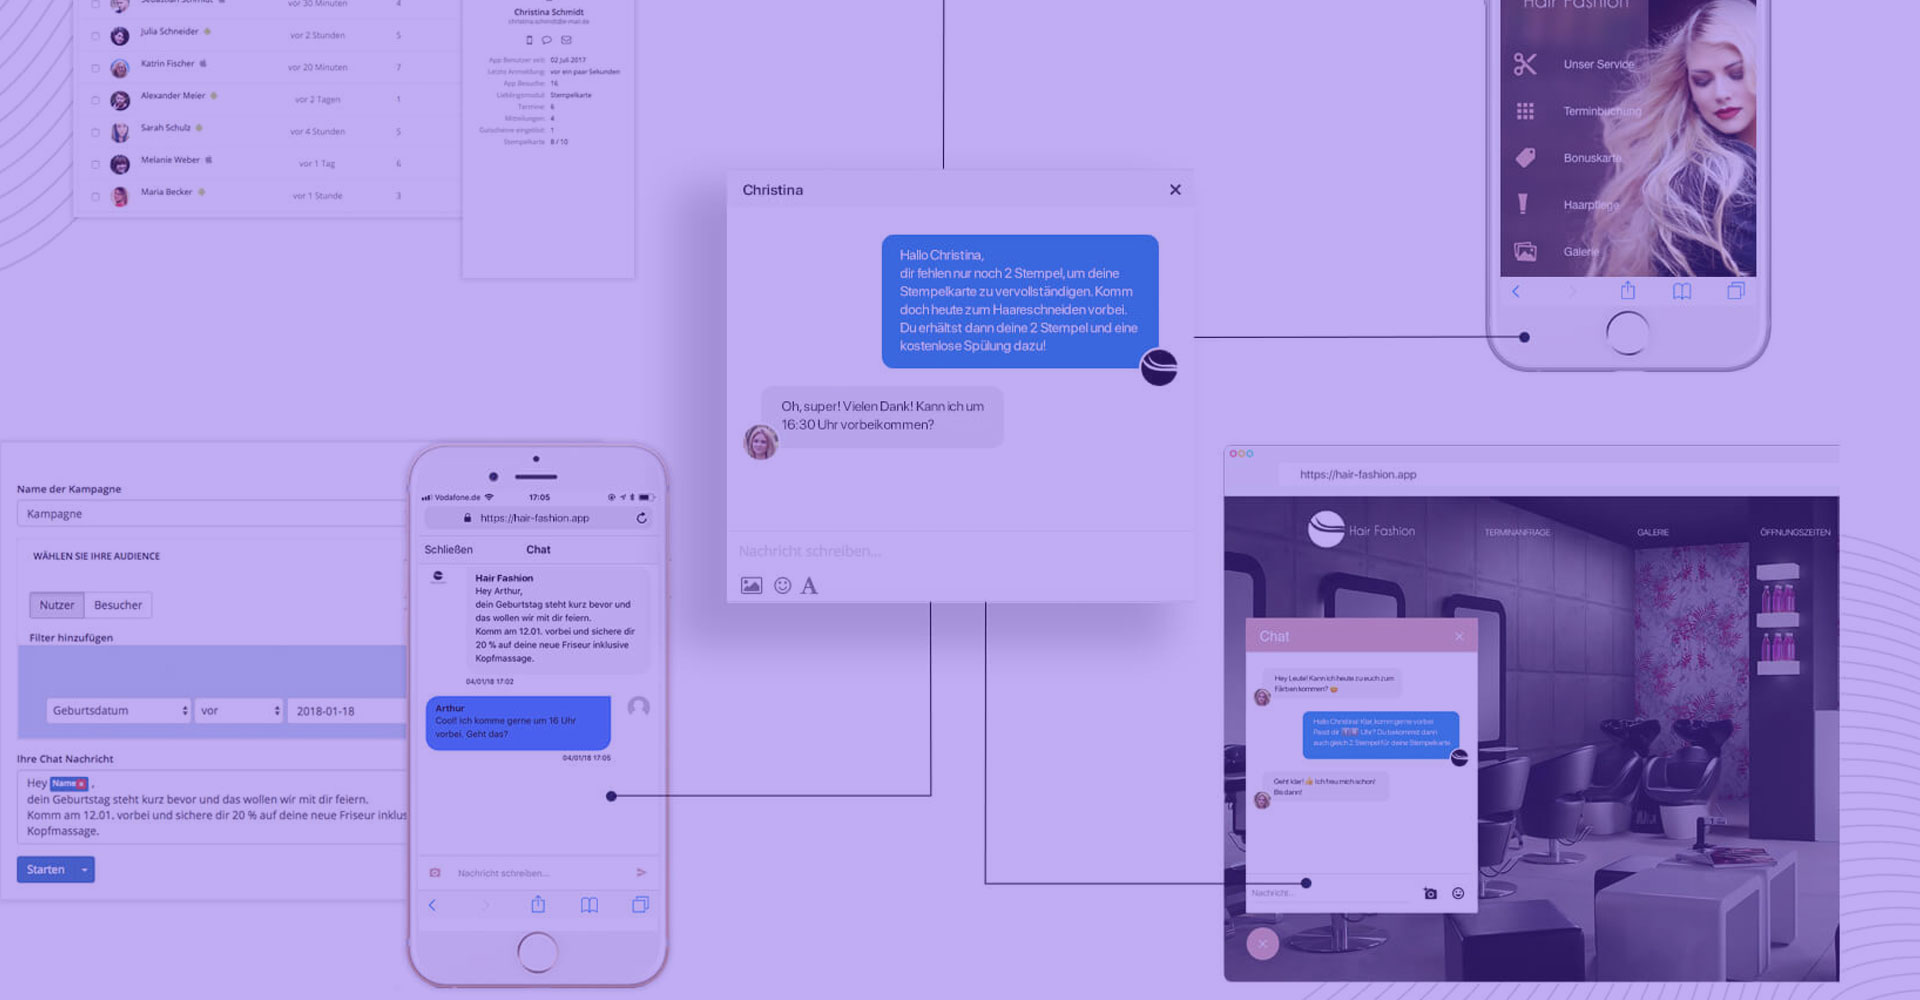 Sebastian Schmidt vor 30 Minuten 4
Julia Schneider vor 2 Stunden 5
Katrin Fischer vor 20 Minuten 7
Alexander Meier vor 2 Tagen 1
Sarah Schulz vor 4 Stunden 5
Melanie Weber vor 1 Tag 6
Maria Becker vor 1 Stunde 3
Christina Schmidt
christina.schmidt@e-mail.de
App Benutzer seit: 02 Juli 2017
Letzte Anmeldung: vor ein paar Sekunden
App Besuche: 16
Lieblingsmodul: Stempelkarte
Termine: 6
Mitteilungen: 4
Gutscheine eingelöst: 1
Stempelkarte: 8 / 10
Hair Fashion
Unser Service
Terminbuchung
Bonuskarte
Haarpflege
Galerie
Christina
Hallo Christina,
dir fehlen nur noch 2 Stempel, um deine
Stempelkarte zu vervollständigen. Komm
doch heute zum Haareschneiden vorbei.
Du erhältst dann deine 2 Stempel und eine
kostenlose Spülung dazu!
Oh, super! Vielen Dank! Kann ich um
16:30 Uhr vorbeikommen?
Nachricht schreiben...
A
Name der Kampagne
Kampagne
WÄHLEN SIE IHRE AUDIENCE
Nutzer Besucher
Filter hinzufügen
Geburtsdatum vor 2018-01-18
Ihre Chat Nachricht
Hey Name x ,
dein Geburtstag steht kurz bevor und das wollen wir mit dir feiern.
Komm am 12.01. vorbei und sichere dir 20 % auf deine neue Friseur inklus
Kopfmassage.
Starten
Vodafone.de 17:05
https://hair-fashion.app
Schließen Chat
Hair Fashion
Hey Arthur,
dein Geburtstag steht kurz bevor und
das wollen wir mit dir feiern.
Komm am 12.01. vorbei und sichere dir
20 % auf deine neue Friseur inklusive
Kopfmassage.
04/01/18 17:02
Arthur
Cool! Ich komme gerne um 16 Uhr
vorbei. Geht das?
04/01/18 17:05
Nachricht schreiben...
https://hair-fashion.app
Hair Fashion TERMINANFRAGE GALERIE ÖFFNUNGSZEITEN
Chat
Hey Leute! Kann ich heute zu euch zum
Färben kommen?
Hallo Christina! Klar, komm gerne vorbei.
Passt dir Uhr? Du bekommst dann
auch gleich 2 Stempel für deine Stempelkarte.
Geht klar! Ich freu mich schon!
Bis dann!
Nachricht...